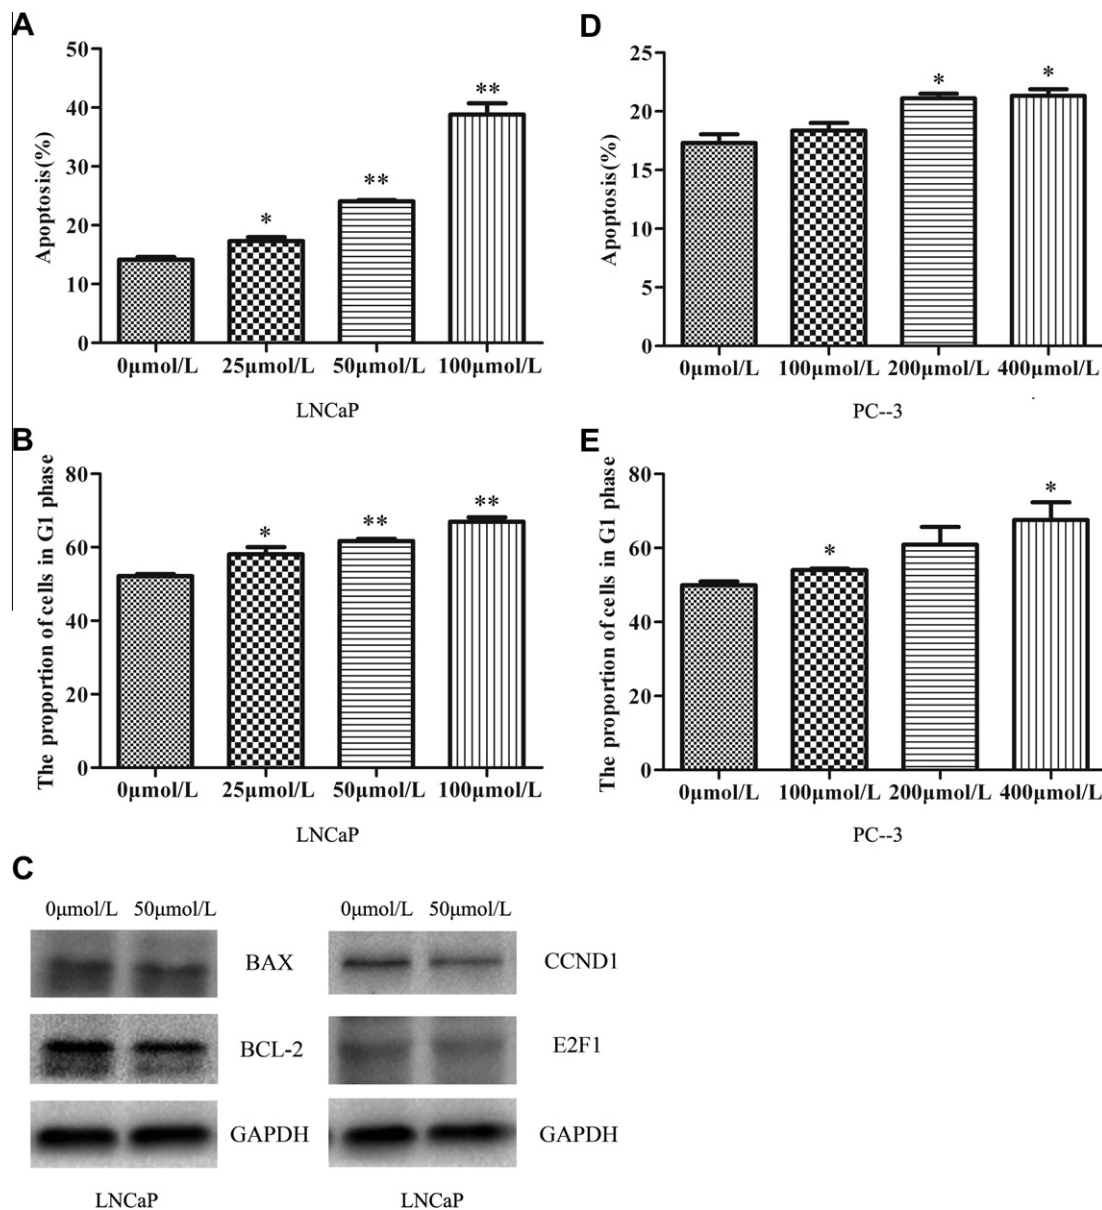 A
Apoptosis(%)
50
40
30
20
10
0
*
**
**
0μmol/L 25μmol/L 50μmol/L 100μmol/L
LNCaP
D
Apoptosis(%)
25
20
15
10
5
0
*
*
0μmol/L 100μmol/L 200μmol/L 400μmol/L
PC--3
B
The proportion of cells in G1 phase
80
60
40
20
0
*
**
**
0μmol/L 25μmol/L 50μmol/L 100μmol/L
LNCaP
E
The proportion of cells in G1 phase
80
60
40
20
0
*
*
0μmol/L 100μmol/L 200μmol/L 400μmol/L
PC--3
C
0μmol/L 50μmol/L
BAX
BCL-2
GAPDH
LNCaP
0μmol/L 50μmol/L
CCND1
E2F1
GAPDH
LNCaP